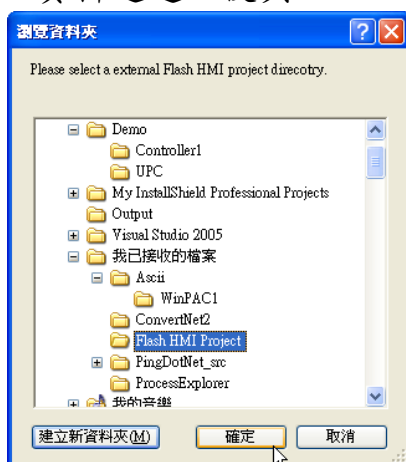 瀏覽資料夾
Please select a external Flash HMI project direcotry.
Demo
Controller1
UPC
My InstallShield Professional Projects
Output
Visual Studio 2005
我已接收的檔案
Ascii
WinPAC1
ConvertNet2
Flash HMI Project
PingDotNet_src
ProcessExplorer
我的音樂
建立新資料夾(M) 確定 取消